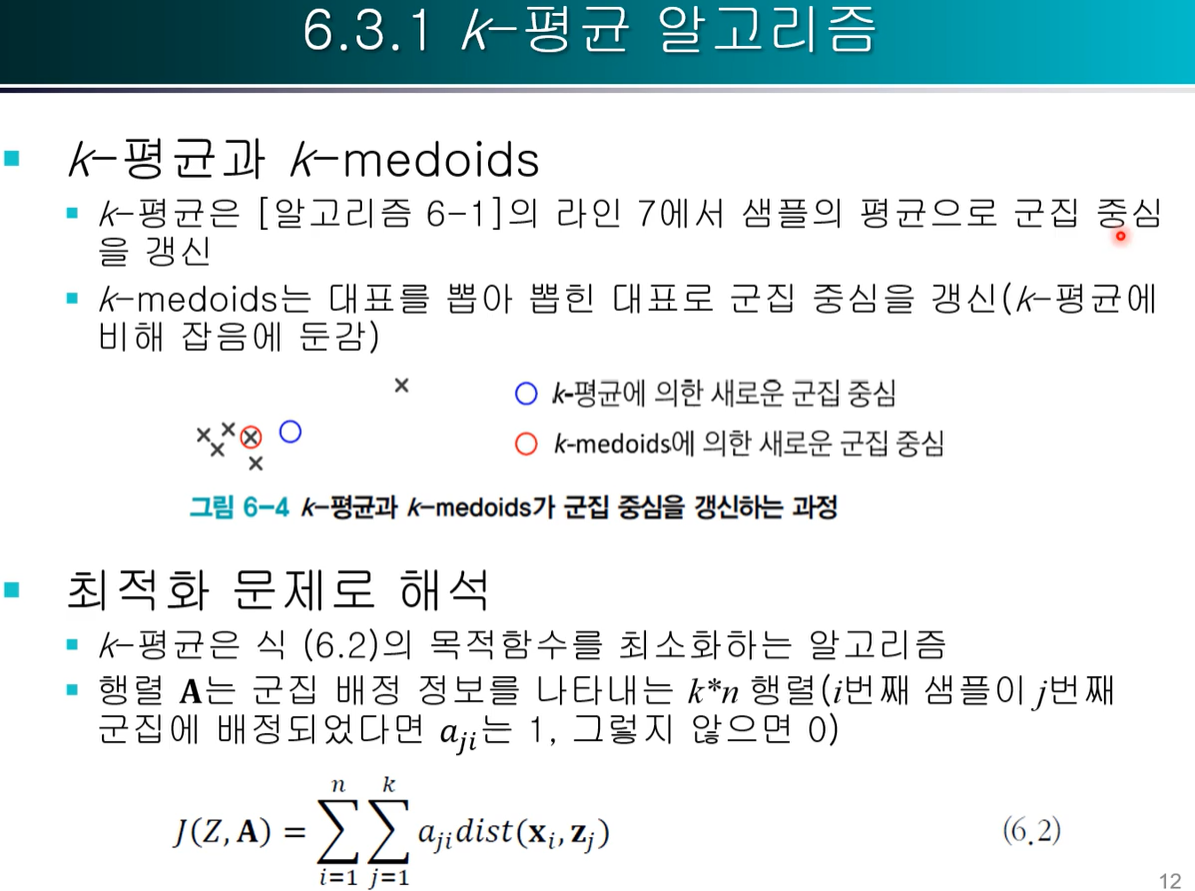 6.3.1 k-평균 알고리즘
k-평균과 k-medoids
k-평균은 [알고리즘 6-1]의 라인 7에서 샘플의 평균으로 군집 중심
을 갱신
k-medoids는 대표를 뽑아 뽑힌 대표로 군집 중심을 갱신(k-평균에
비해 잡음에 둔감)
k-평균에 의한 새로운 군집 중심
k-medoids에 의한 새로운 군집 중심
그림 6-4 k-평균과 k-medoids가 군집 중심을 갱신하는 과정
최적화 문제로 해석
k-평균은 식 (6.2)의 목적함수를 최소화하는 알고리즘
행렬 A는 군집 배정 정보를 나타내는 k*n 행렬(i번째 샘플이 j번째
군집에 배정되었다면 a_{ji}는 1, 그렇지 않으면 0)
J(Z, A) = \sum_{i=1}^{n} \sum_{j=1}^{k} a_{ji} dist(x_i, z_j) (6.2)
12